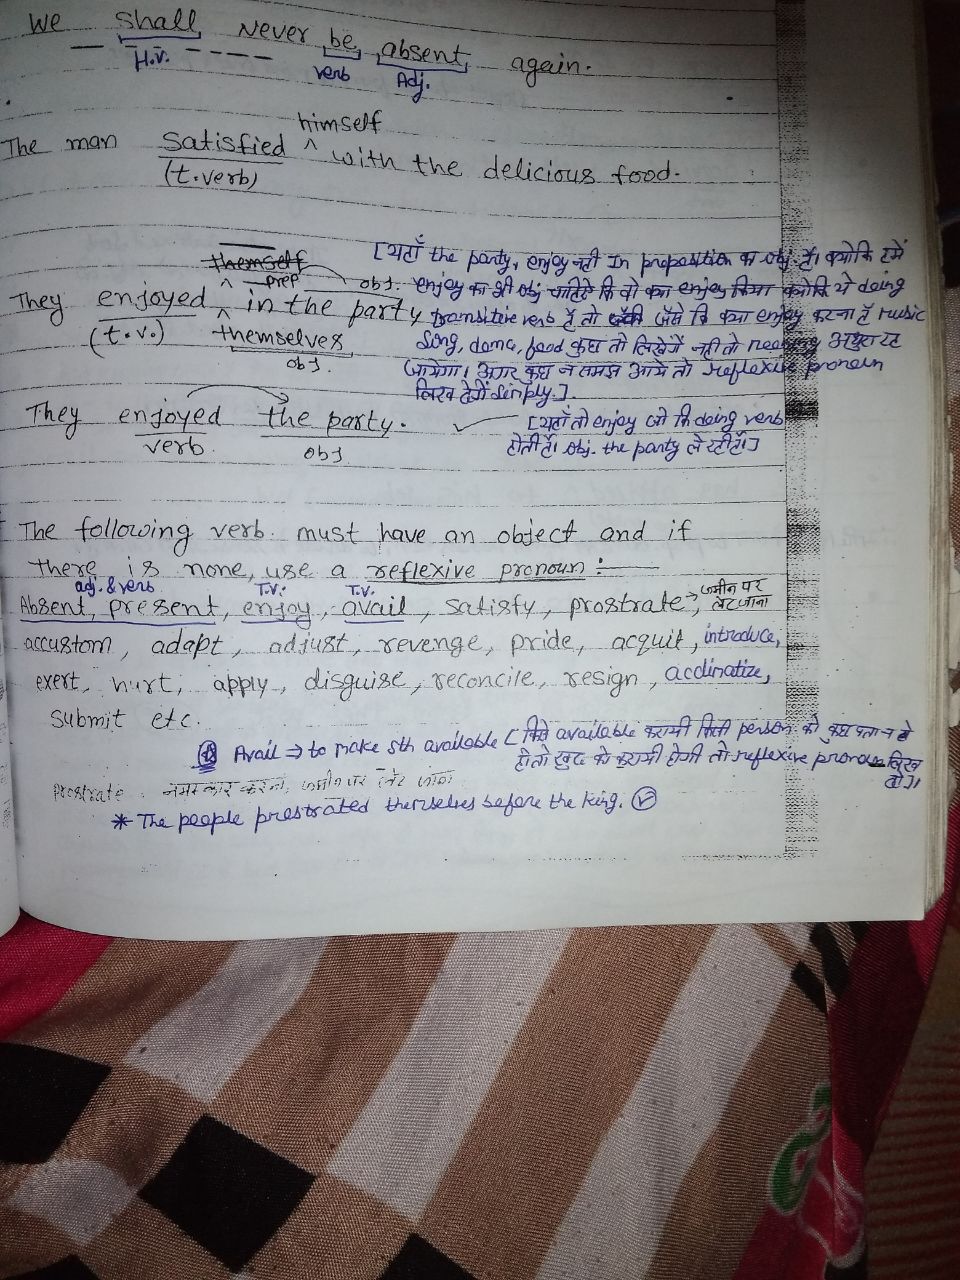 We shall never be absent again.
H.V. verb Adj.
himself
The man satisfied ^ with the delicious food.
(t.verb)
themself [यहाँ the party, enjoy नही In preposition का obj. है। क्योकि हमें
prep obj. enjoy का भी obj चाहिए कि वो क्या enjoy किया क्योकि ये doing
They enjoyed ^ in the party transitive verb है तो जैसे कि क्या enjoy करना है music
(t.v.) themselves song, food कुछ तो लिखेगें नही तो meaning अधुरा रह
obj. जायेगा। अगर कुछ न समझ आये तो reflexive pronoun
लिख देगें simply.]
They enjoyed the party. ✓ [यहाँ तो enjoy जो कि doing verb
verb obj होती है। obj. the party ले रही है।]
The following verb. must have an object and if
there is none, use a reflexive pronoun :—
adj. & verb T.V. T.V. जमीन पर
Absent, present, enjoy, avail, satisfy, prostrate → लेट जाना
accustom, adapt, adjust, revenge, pride, acquit, introduce,
exert, hurt, apply, disguise, reconcile, resign, acclinatize,
submit etc.
Avail ⇒ to make sth available [ available करायी किसी person को कुछ पता न हो
हो तो खुद को करायी होगी तो reflexive pronoun लिख
दो।]
prostrate. नमस्कार करना, जमीन पर लेट जाना
* The people prostrated themselves before the king. ✓